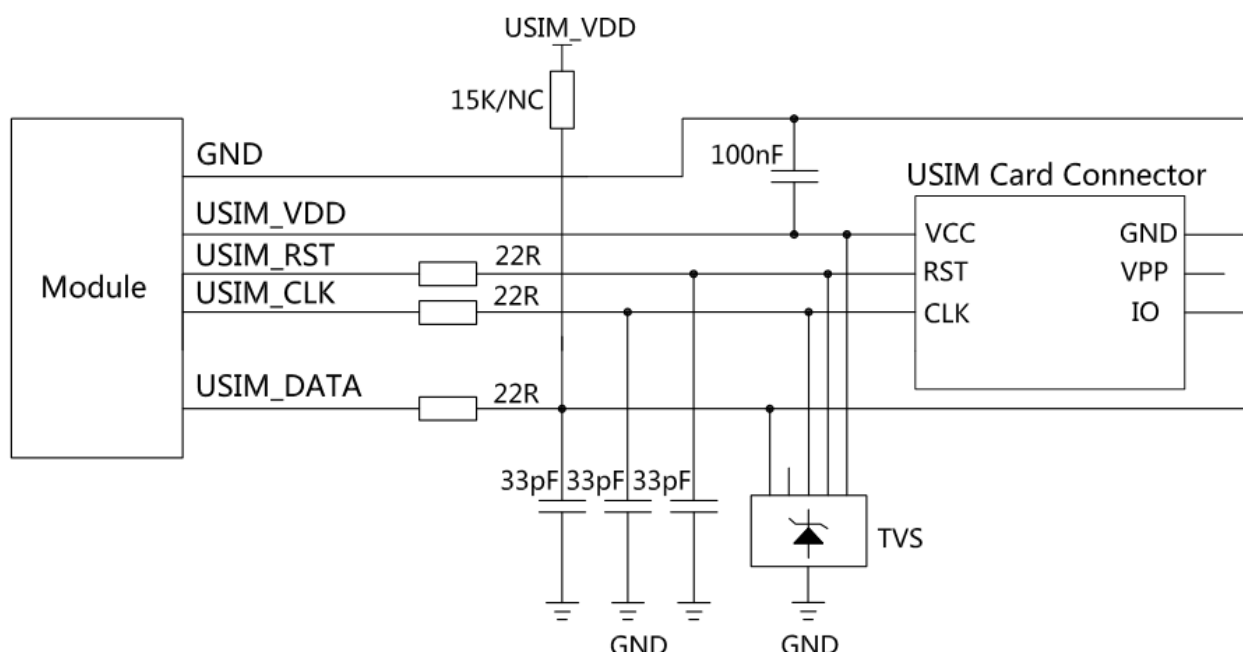 USIM_VDD
15K/NC
GND
100nF
USIM Card Connector
USIM_VDD
VCC
GND
USIM_RST
22R
RST
VPP
Module
USIM_CLK
22R
CLK
IO
USIM_DATA
22R
33pF
33pF
33pF
TVS
GND
GND